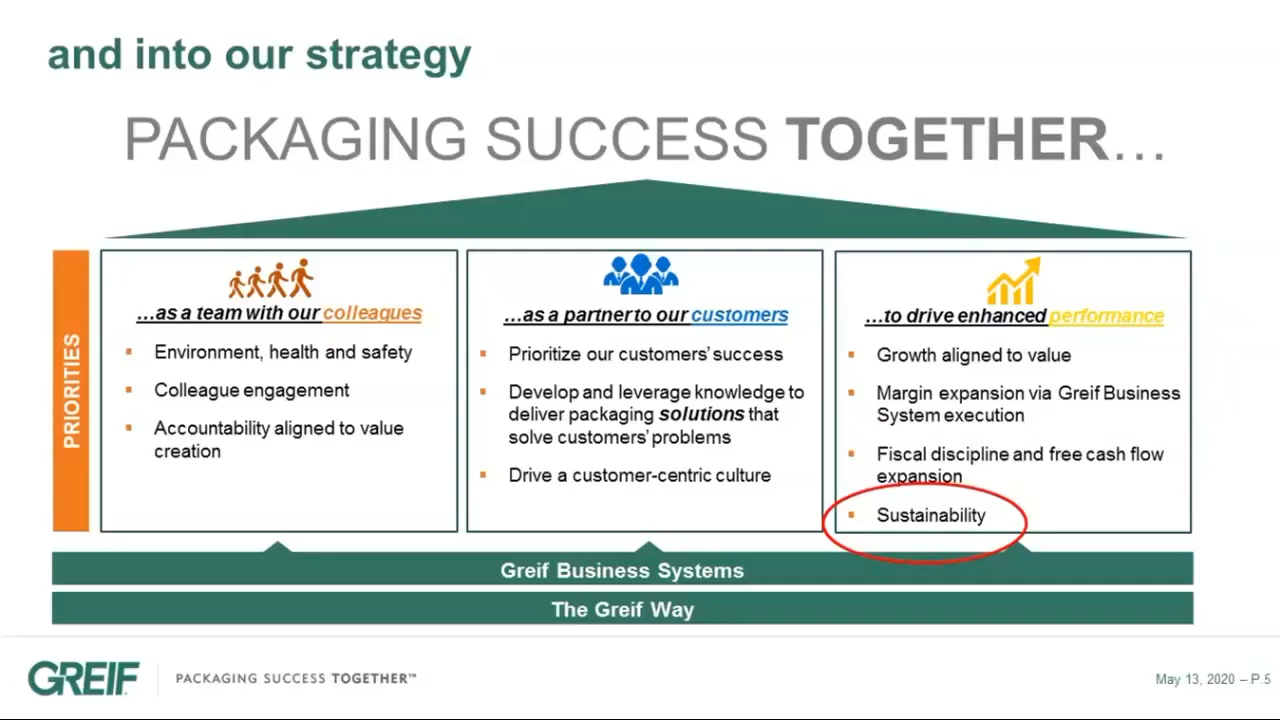 and into our strategy
PACKAGING SUCCESS TOGETHER...
PRIORITIES
...as a team with our colleagues
Environment, health and safety
Colleague engagement
Accountability aligned to value
creation
...as a partner to our customers
Prioritize our customers' success
Develop and leverage knowledge to
deliver packaging solutions that
solve customers' problems
Drive a customer-centric culture
...to drive enhanced performance
Growth aligned to value
Margin expansion via Greif Business
System execution
Fiscal discipline and free cash flow
expansion
Sustainability
Greif Business Systems
The Greif Way
GREIF
PACKAGING SUCCESS TOGETHER™
May 13, 2020 – P.5